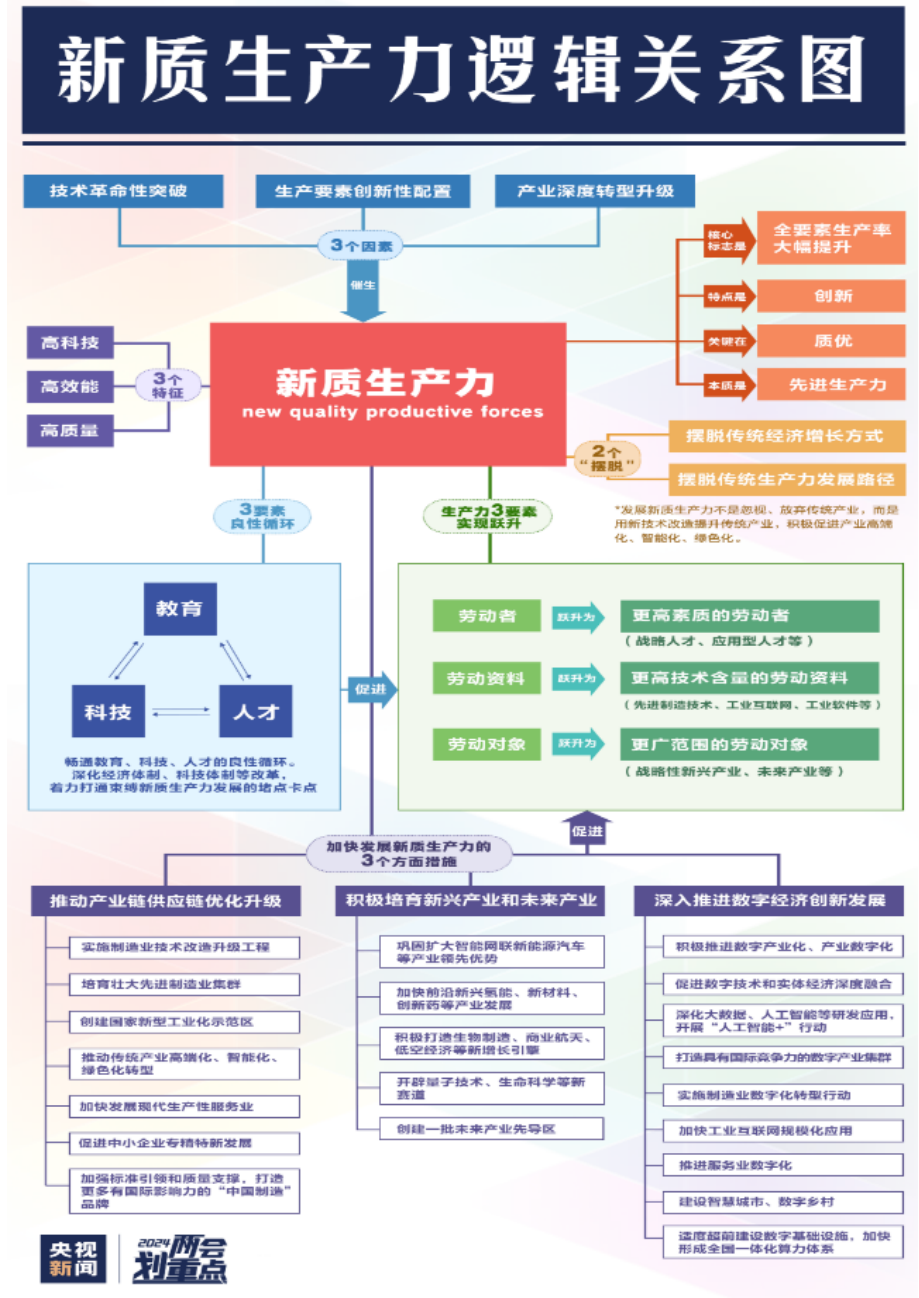 新质生产力逻辑关系图
技术革命性突破
生产要素创新性配置
产业深度转型升级
3个因素
催生
核心
标志是
全要素生产率
大幅提升
特点是
创新
关键在
质优
本质是
先进生产力
高科技
高效能
高质量
3个
特征
新质生产力
new quality productive forces
2个
“摆脱”
摆脱传统经济增长方式
摆脱传统生产力发展路径
*发展新质生产力不是忽视、放弃传统产业，而是
用新技术改造提升传统产业，积极促进产业高端
化、智能化、绿色化。
3要素
良性循环
生产力3要素
实现跃升
教育
科技
人才
畅通教育、科技、人才的良性循环。
深化经济体制、科技体制等改革，
着力打通束缚新质生产力发展的堵点卡点
促进
劳动者
跃升为
更高素质的劳动者
（战略人才、应用型人才等）
劳动资料
跃升为
更高技术含量的劳动资料
（先进制造技术、工业互联网、工业软件等）
劳动对象
跃升为
更广范围的劳动对象
（战略性新兴产业、未来产业等）
促进
加快发展新质生产力的
3个方面措施
推动产业链供应链优化升级
实施制造业技术改造升级工程
培育壮大先进制造业集群
创建国家新型工业化示范区
推动传统产业高端化、智能化、
绿色化转型
加快发展现代生产性服务业
促进中小企业专精特新发展
加强标准引领和质量支撑，打造
更多有国际影响力的“中国制造”
品牌
积极培育新兴产业和未来产业
巩固扩大智能网联新能源汽车
等产业领先优势
加快前沿新兴氢能、新材料、
创新药等产业发展
积极打造生物制造、商业航天、
低空经济等新增长引擎
开辟量子技术、生命科学等新
赛道
创建一批未来产业先导区
深入推进数字经济创新发展
积极推进数字产业化、产业数字化
促进数字技术和实体经济深度融合
深化大数据、人工智能等研发应用，
开展“人工智能+”行动
打造具有国际竞争力的数字产业集群
实施制造业数字化转型行动
加快工业互联网规模化应用
推进服务业数字化
建设智慧城市、数字乡村
适度超前建设数字基础设施，加快
形成全国一体化算力体系
央视
新闻
2024两会
划重点